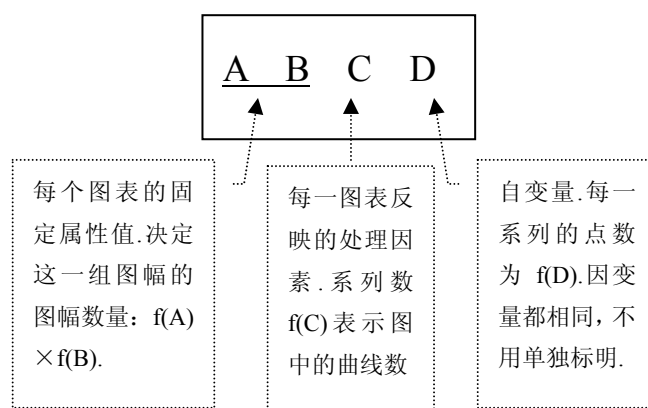 A B C D
每个图表的固
定属性值.决定
这一组图幅的
图幅数量：f(A)
×f(B).
每一图表反
映的处理因
素.系列数
f(C)表示图
中的曲线数
自变量.每一
系列的点数
为 f(D).因变
量都相同，不
用单独标明.